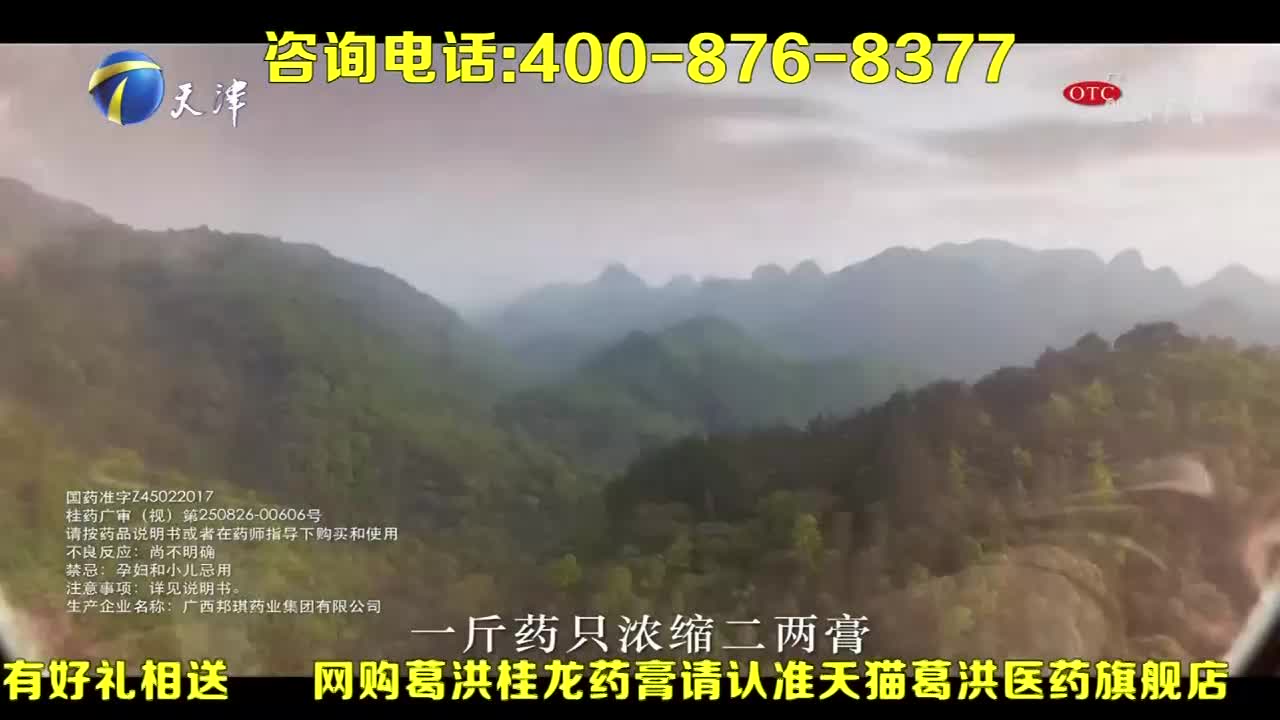 咨询电话:400-876-8377
天津
OTC
国药准字Z45022017
桂药广审（视）第250826-00606号
请按药品说明书或者在药师指导下购买和使用
不良反应：尚不明确
禁忌：孕妇和小儿忌用
注意事项：详见说明书。
生产企业名称：广西邦琪药业集团有限公司
一斤药只浓缩二两膏
有好礼相送 网购葛洪桂龙药膏请认准天猫葛洪医药旗舰店